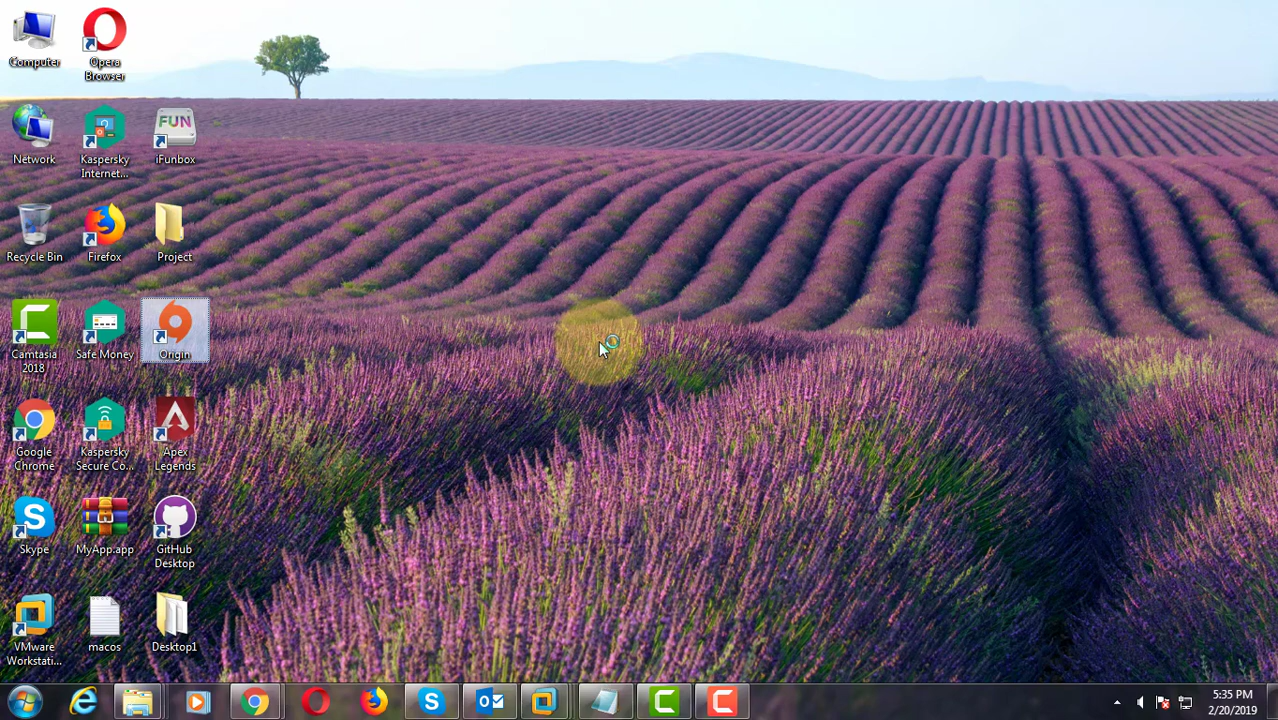 Computer
Opera
Browser
Network
Kaspersky
Internet...
FUN
iFunbox
Recycle Bin
Firefox
Project
Camtasia
2018
Safe Money
Origin
Google
Chrome
Kaspersky
Secure Co...
Apex
Legends
Skype
MyApp.app
GitHub
Desktop
VMware
Workstati...
macos
Desktop1
5:35 PM
2/20/2019